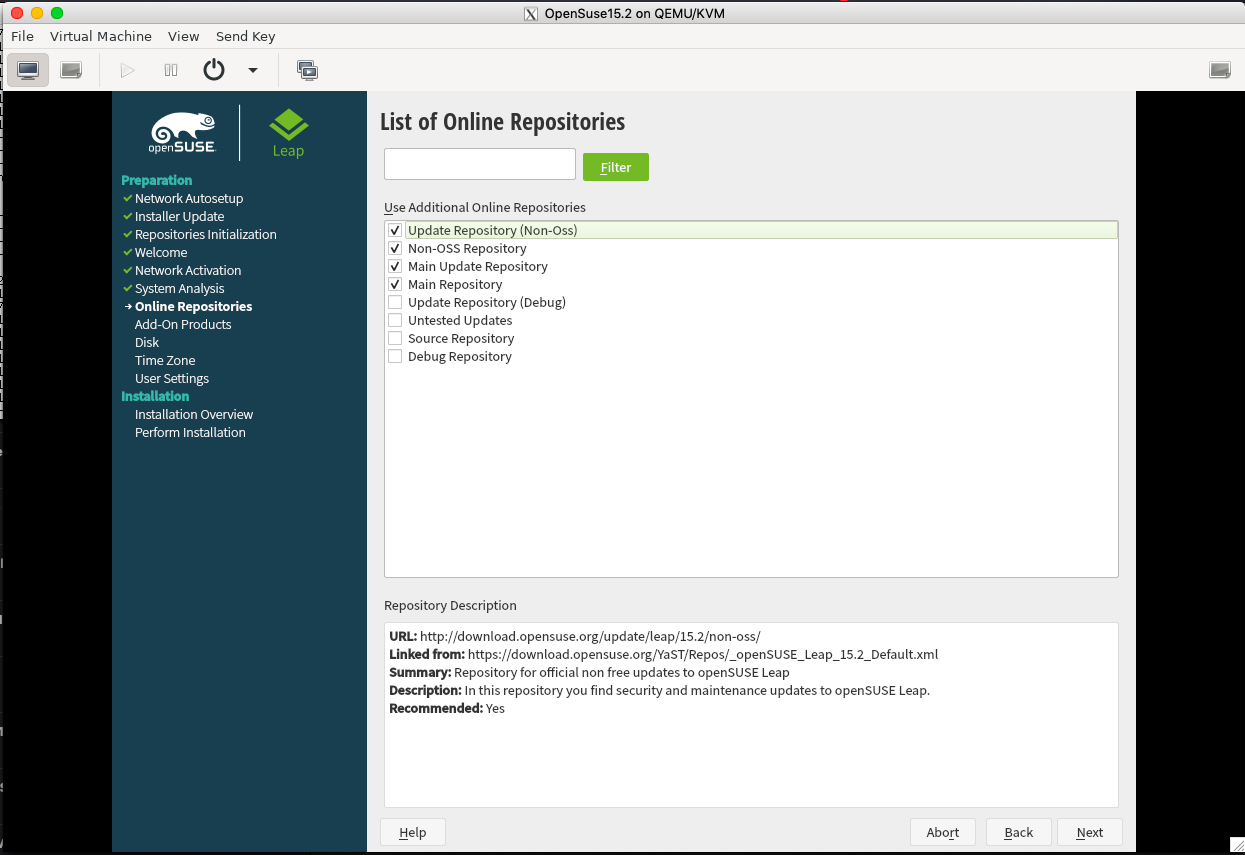 OpenSuse15.2 on QEMU/KVM
File Virtual Machine View Send Key
openSUSE
Leap
Preparation
Network Autosetup
Installer Update
Repositories Initialization
Welcome
Network Activation
System Analysis
Online Repositories
Add-On Products
Disk
Time Zone
User Settings
Installation
Installation Overview
Perform Installation
List of Online Repositories
Filter
Use Additional Online Repositories
Update Repository (Non-Oss)
Non-OSS Repository
Main Update Repository
Main Repository
Update Repository (Debug)
Untested Updates
Source Repository
Debug Repository
Repository Description
URL: http://download.opensuse.org/update/leap/15.2/non-oss/
Linked from: https://download.opensuse.org/YaST/Repos/_openSUSE_Leap_15.2_Default.xml
Summary: Repository for official non free updates to openSUSE Leap
Description: In this repository you find security and maintenance updates to openSUSE Leap.
Recommended: Yes
Help Abort Back Next